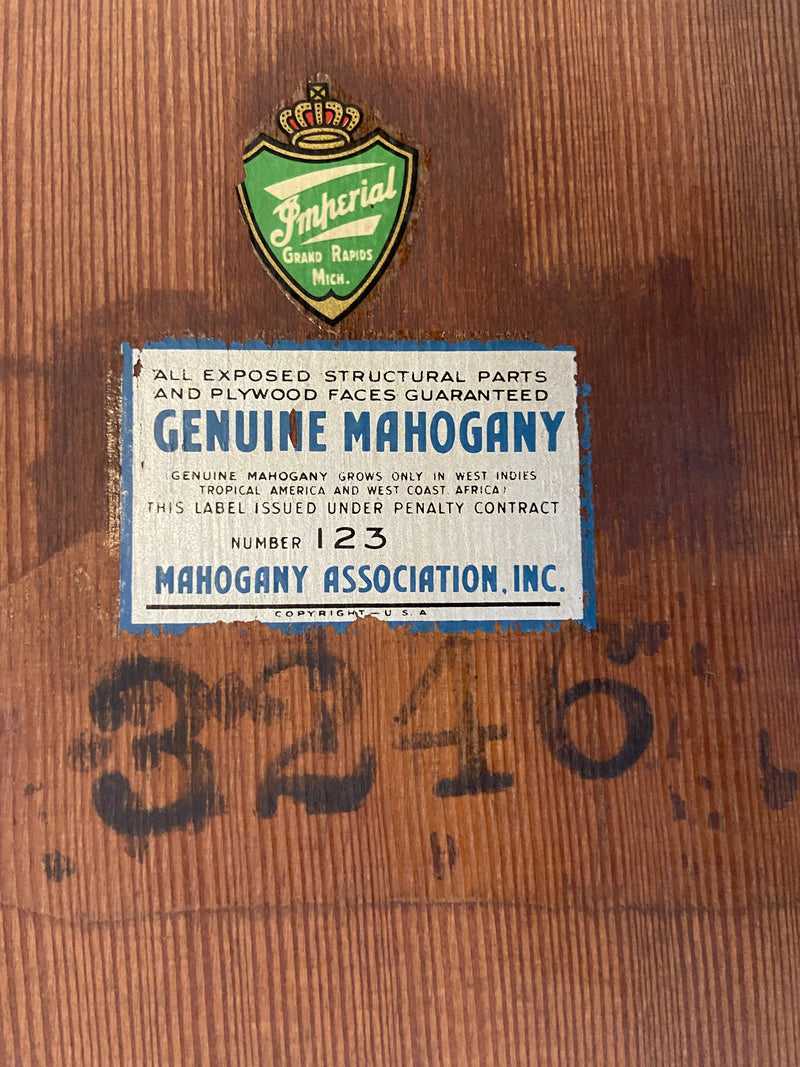 Imperial
GRAND RAPIDS
MICH.
ALL EXPOSED STRUCTURAL PARTS
AND PLYWOOD FACES GUARANTEED
GENUINE MAHOGANY
(GENUINE MAHOGANY GROWS ONLY IN WEST INDIES
TROPICAL AMERICA AND WEST COAST AFRICA)
THIS LABEL ISSUED UNDER PENALTY CONTRACT
NUMBER 123
MAHOGANY ASSOCIATION, INC.
COPYRIGHT-U.S.A
3246